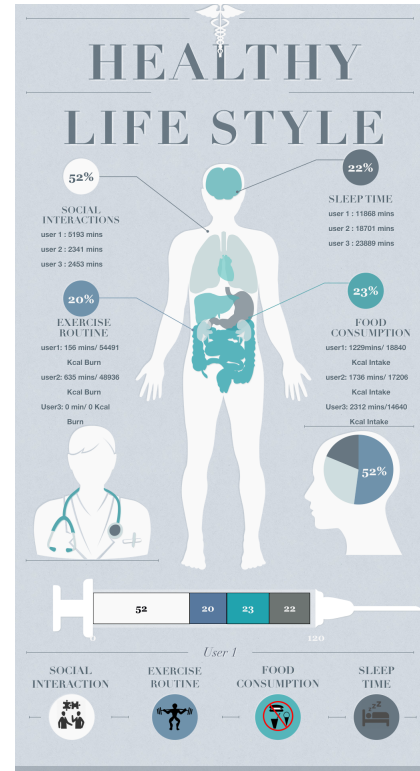 HEALTHY
LIFE STYLE
52%
SOCIAL
INTERACTIONS
user 1 : 5193 mins
user 2 : 2341 mins
user 3 : 2453 mins
22%
SLEEP TIME
user 1 : 11868 mins
user 2 : 18701 mins
user 3 : 23889 mins
20%
EXERCISE
ROUTINE
user1: 156 mins/ 54491
Kcal Burn
user2: 635 mins/ 48936
Kcal Burn
User3: 0 min/ 0 Kcal
Burn
23%
FOOD
CONSUMPTION
user1: 1229mins/ 18840
Kcal Intake
user2: 1736 mins/ 17206
Kcal Intake
User3: 2312 mins/14640
Kcal Intake
52%
52 20 23 22
0 120
User 1
SOCIAL
INTERACTION
EXERCISE
ROUTINE
FOOD
CONSUMPTION
SLEEP
TIME